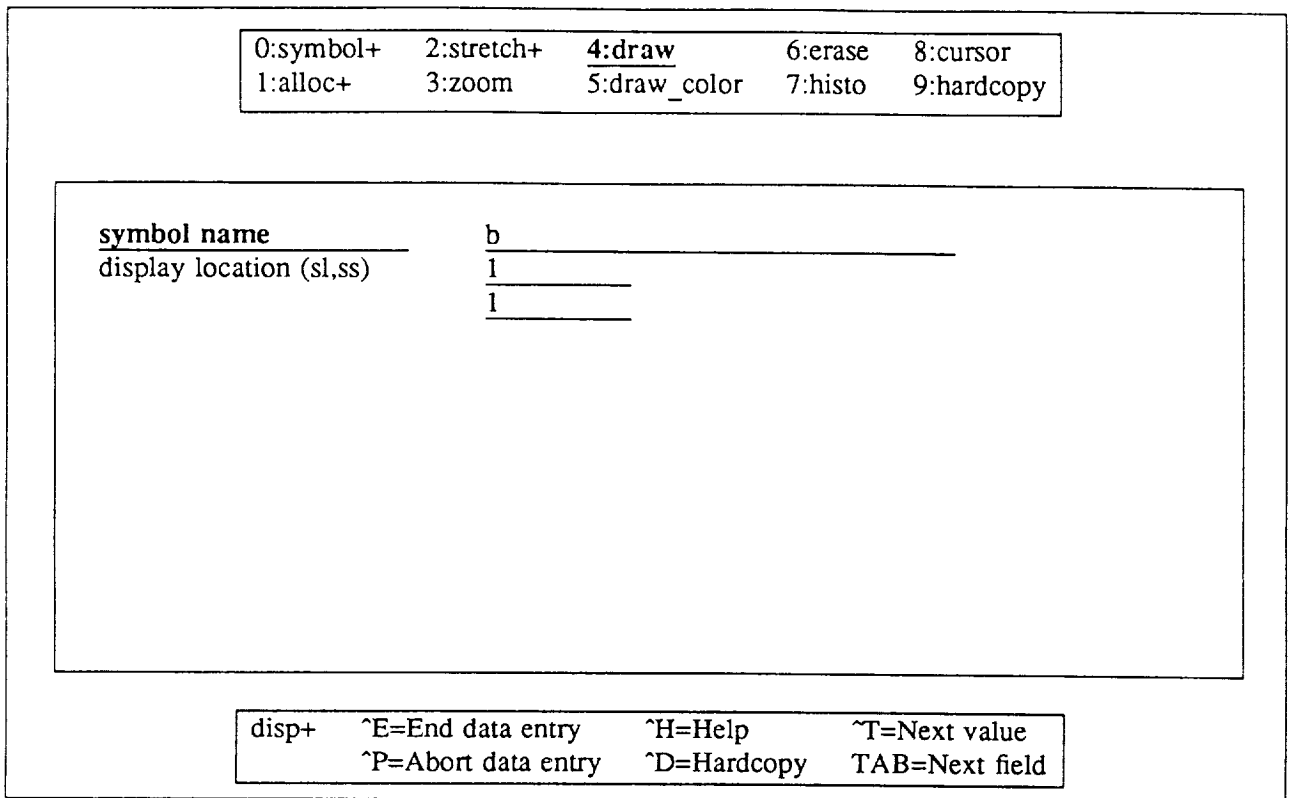 0:symbol+ 2:stretch+ 4:draw 6:erase 8:cursor
1:alloc+ 3:zoom 5:draw_color 7:histo 9:hardcopy
symbol name b
display location (sl,ss) 1
1
disp+ ^E=End data entry ^H=Help ^T=Next value
^P=Abort data entry ^D=Hardcopy TAB=Next field